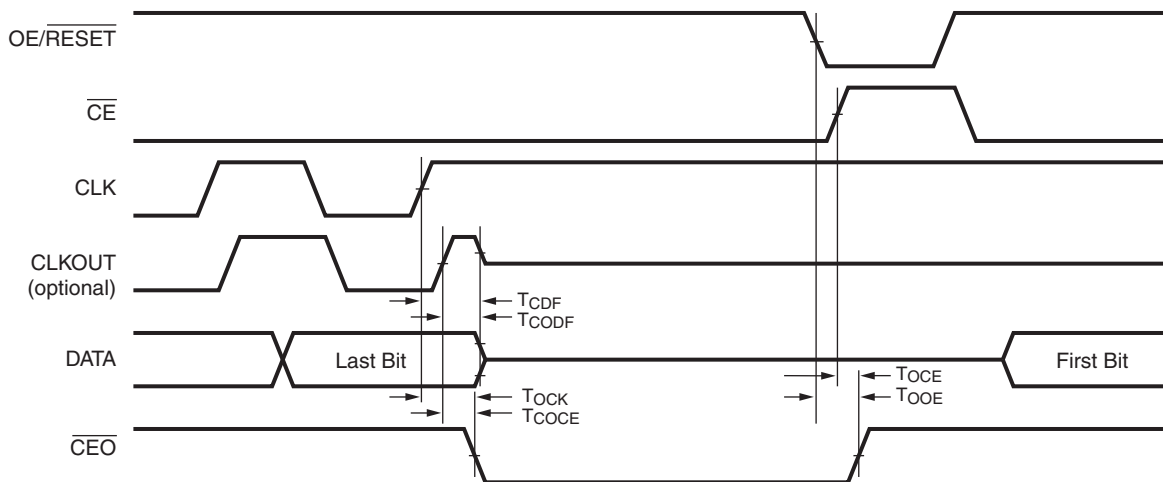 OE/RESET
CE
CLK
CLKOUT
(optional)
TCDF
TCODF
DATA
Last Bit
First Bit
TOCE
TOOE
TOCK
TCOCE
CEO